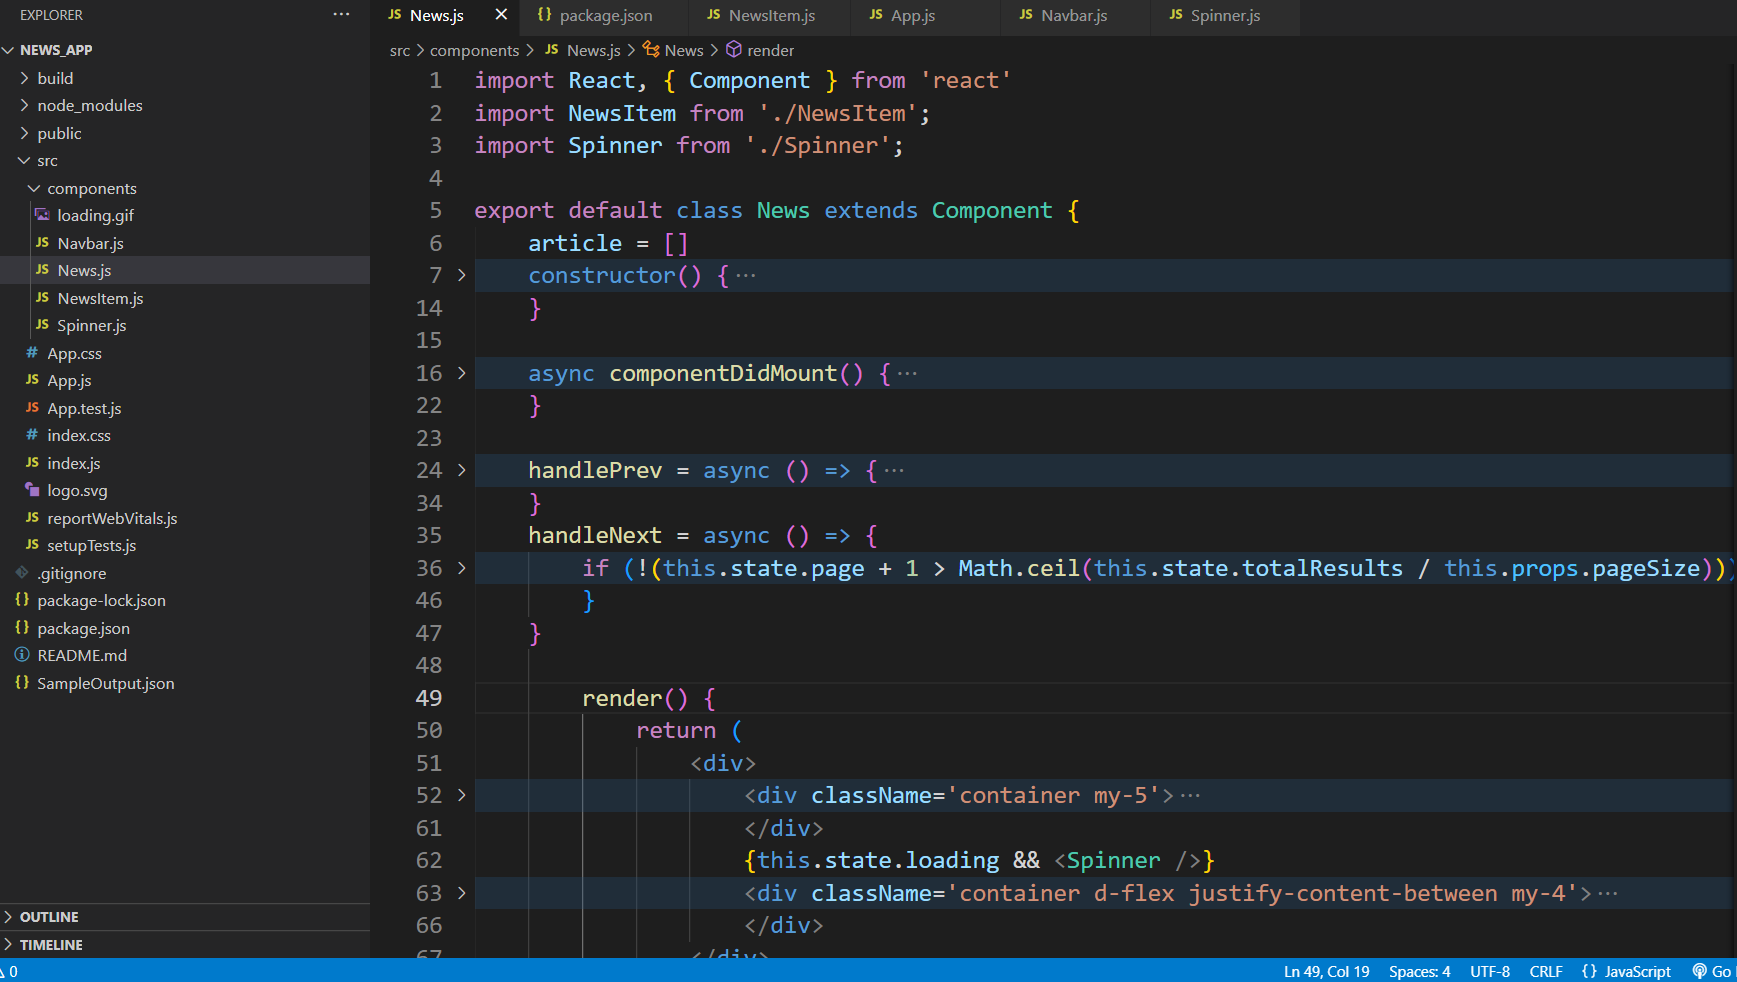 EXPLORER ···
NEWS_APP
build
node_modules
public
src
components
loading.gif
JS Navbar.js
JS News.js
JS NewsItem.js
JS Spinner.js
# App.css
JS App.js
JS App.test.js
# index.css
JS index.js
logo.svg
JS reportWebVitals.js
JS setupTests.js
.gitignore
{} package-lock.json
{} package.json
README.md
{} SampleOutput.json
OUTLINE
TIMELINE
JS News.js × {} package.json JS NewsItem.js JS App.js JS Navbar.js JS Spinner.js
src > components > JS News.js > News > render
1 import React, { Component } from 'react'
2 import NewsItem from './NewsItem';
3 import Spinner from './Spinner';
4
5 export default class News extends Component {
6 article = []
7 > constructor() { ···
14 }
15
16 > async componentDidMount() { ···
22 }
23
24 > handlePrev = async () => { ···
34 }
35 handleNext = async () => {
36 > if (!(this.state.page + 1 > Math.ceil(this.state.totalResults / this.props.pageSize)))
46 }
47 }
48
49 render() {
50 return (
51 <div>
52 > <div className='container my-5'> ···
61 </div>
62 {this.state.loading && <Spinner />}
63 > <div className='container d-flex justify-content-between my-4'> ···
66 </div>
67 </div>
0 Ln 49, Col 19 Spaces: 4 UTF-8 CRLF {} JavaScript Go